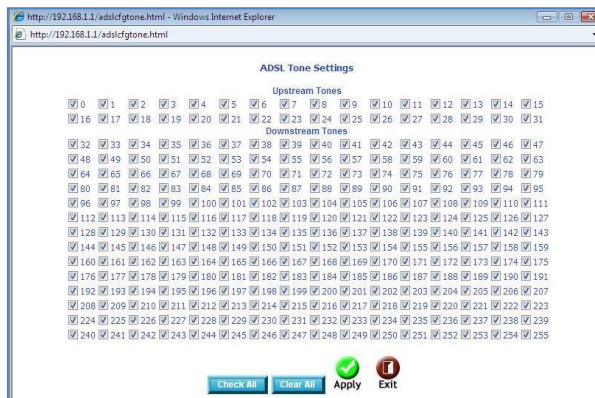 http://192.168.1.1/adslcfgtone.html - Windows Internet Explorer
http://192.168.1.1/adslcfgtone.html
ADSL Tone Settings
Upstream Tones
0 1 2 3 4 5 6 7 8 9 10 11 12 13 14 15
16 17 18 19 20 21 22 23 24 25 26 27 28 29 30 31
Downstream Tones
32 33 34 35 36 37 38 39 40 41 42 43 44 45 46 47
48 49 50 51 52 53 54 55 56 57 58 59 60 61 62 63
64 65 66 67 68 69 70 71 72 73 74 75 76 77 78 79
80 81 82 83 84 85 86 87 88 89 90 91 92 93 94 95
96 97 98 99 100 101 102 103 104 105 106 107 108 109 110 111
112 113 114 115 116 117 118 119 120 121 122 123 124 125 126 127
128 129 130 131 132 133 134 135 136 137 138 139 140 141 142 143
144 145 146 147 148 149 150 151 152 153 154 155 156 157 158 159
160 161 162 163 164 165 166 167 168 169 170 171 172 173 174 175
176 177 178 179 180 181 182 183 184 185 186 187 188 189 190 191
192 193 194 195 196 197 198 199 200 201 202 203 204 205 206 207
208 209 210 211 212 213 214 215 216 217 218 219 220 221 222 223
224 225 226 227 228 229 230 231 232 233 234 235 236 237 238 239
240 241 242 243 244 245 246 247 248 249 250 251 252 253 254 255
Check All Clear All Apply Exit